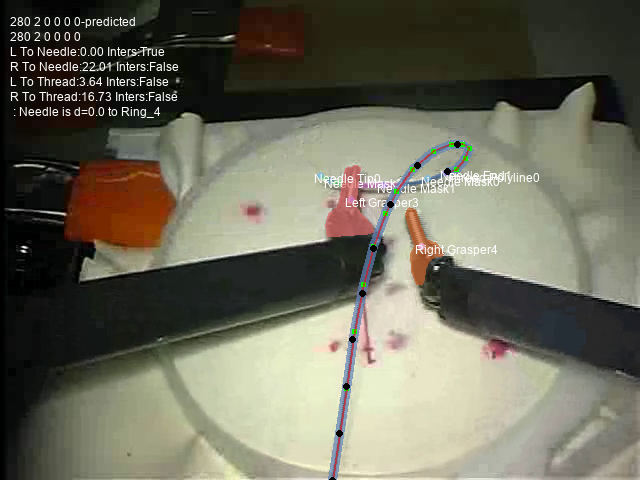 280 2 0 0 0 0-predicted
280 2 0 0 0 0
L To Needle:0.00 Inters:True
R To Needle:22.01 Inters:False
L To Thread:3.64 Inters:False
R To Thread:16.73 Inters:False
: Needle is d=0.0 to Ring_4
Needle Tip0
Needle Mask1
Needle Mask0
Left Grasper3
Right Grasper4